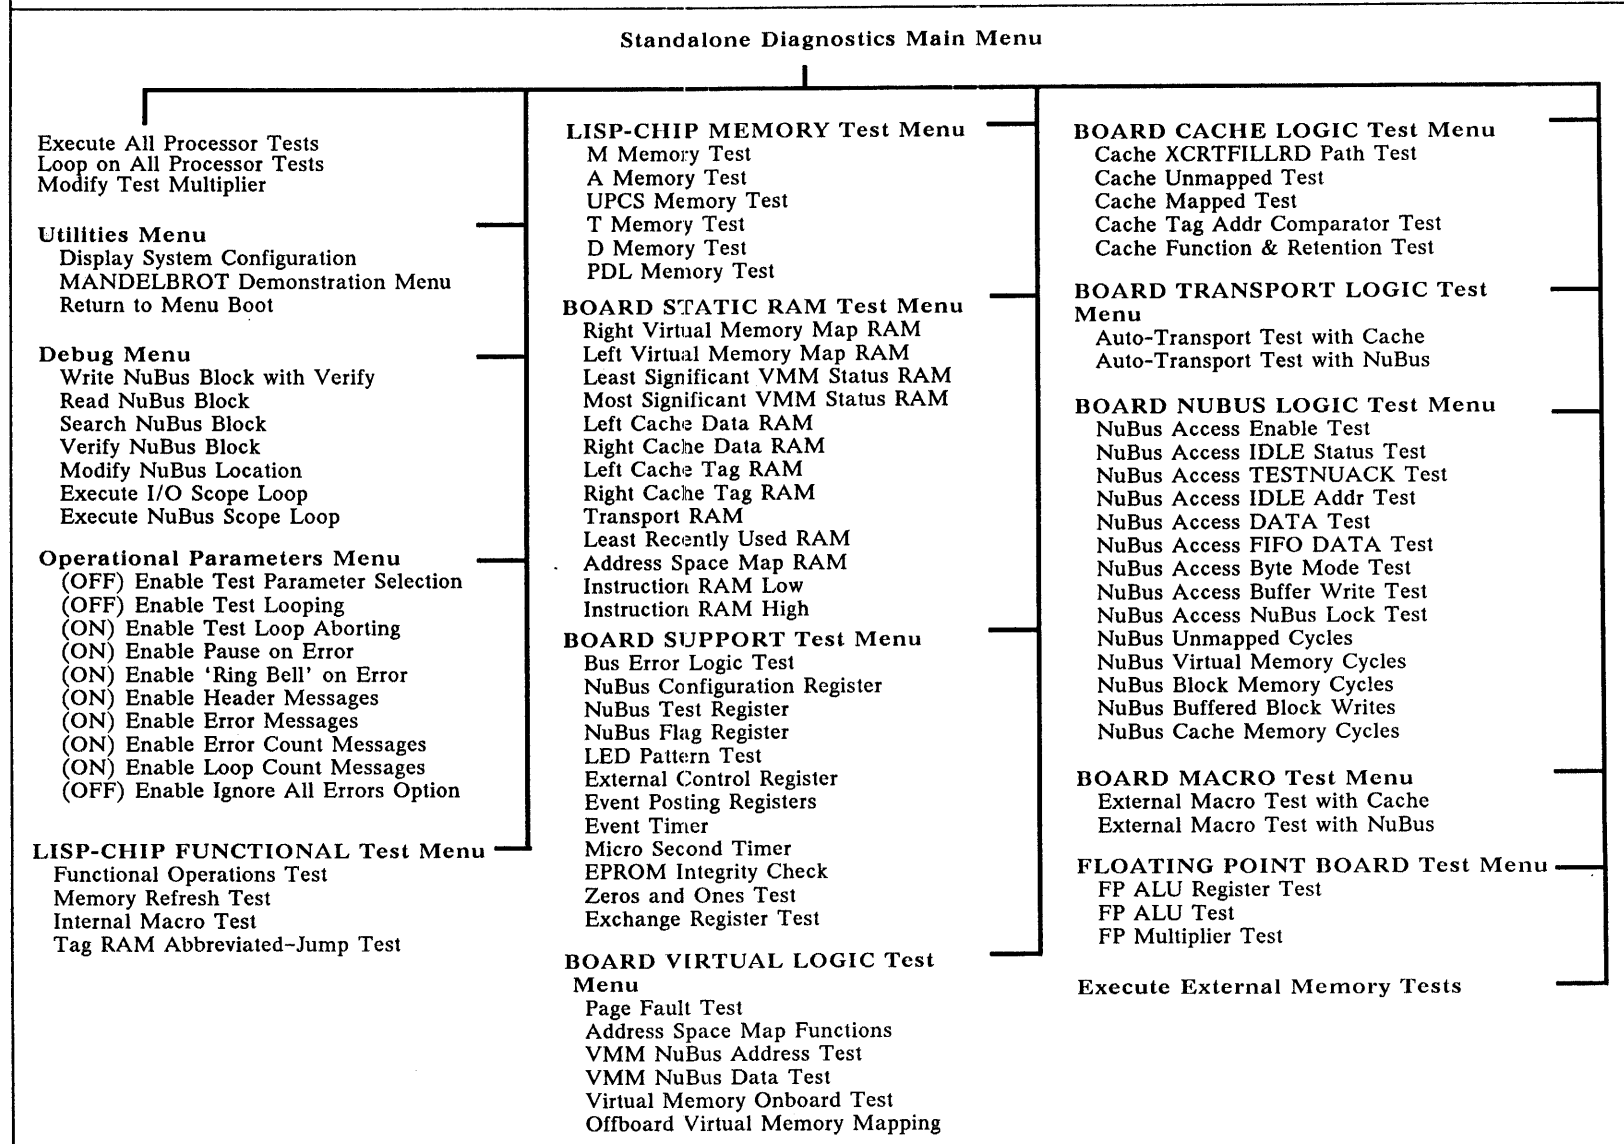 Standalone Diagnostics Main Menu
Execute All Processor Tests
Loop on All Processor Tests
Modify Test Multiplier
Utilities Menu
Display System Configuration
MANDELBROT Demonstration Menu
Return to Menu Boot
Debug Menu
Write NuBus Block with Verify
Read NuBus Block
Search NuBus Block
Verify NuBus Block
Modify NuBus Location
Execute I/O Scope Loop
Execute NuBus Scope Loop
Operational Parameters Menu
(OFF) Enable Test Parameter Selection
(OFF) Enable Test Looping
(ON) Enable Test Loop Aborting
(ON) Enable Pause on Error
(ON) Enable ‘Ring Bell’ on Error
(ON) Enable Header Messages
(ON) Enable Error Messages
(ON) Enable Error Count Messages
(ON) Enable Loop Count Messages
(OFF) Enable Ignore All Errors Option
LISP-CHIP FUNCTIONAL Test Menu
Functional Operations Test
Memory Refresh Test
Internal Macro Test
Tag RAM Abbreviated-Jump Test
LISP-CHIP MEMORY Test Menu
M Memory Test
A Memory Test
UPCS Memory Test
T Memory Test
D Memory Test
PDL Memory Test
BOARD STATIC RAM Test Menu
Right Virtual Memory Map RAM
Left Virtual Memory Map RAM
Least Significant VMM Status RAM
Most Significant VMM Status RAM
Left Cache Data RAM
Right Cache Data RAM
Left Cache Tag RAM
Right Cache Tag RAM
Transport RAM
Least Recently Used RAM
Address Space Map RAM
Instruction RAM Low
Instruction RAM High
BOARD SUPPORT Test Menu
Bus Error Logic Test
NuBus Configuration Register
NuBus Test Register
NuBus Flag Register
LED Pattern Test
External Control Register
Event Posting Registers
Event Timer
Micro Second Timer
EPROM Integrity Check
Zeros and Ones Test
Exchange Register Test
BOARD VIRTUAL LOGIC Test
Menu
Page Fault Test
Address Space Map Functions
VMM NuBus Address Test
VMM NuBus Data Test
Virtual Memory Onboard Test
Offboard Virtual Memory Mapping
BOARD CACHE LOGIC Test Menu
Cache XCRTFILLRD Path Test
Cache Unmapped Test
Cache Mapped Test
Cache Tag Addr Comparator Test
Cache Function & Retention Test
BOARD TRANSPORT LOGIC Test
Menu
Auto-Transport Test with Cache
Auto-Transport Test with NuBus
BOARD NUBUS LOGIC Test Menu
NuBus Access Enable Test
NuBus Access IDLE Status Test
NuBus Access TESTNUACK Test
NuBus Access IDLE Addr Test
NuBus Access DATA Test
NuBus Access FIFO DATA Test
NuBus Access Byte Mode Test
NuBus Access Buffer Write Test
NuBus Access NuBus Lock Test
NuBus Unmapped Cycles
NuBus Virtual Memory Cycles
NuBus Block Memory Cycles
NuBus Buffered Block Writes
NuBus Cache Memory Cycles
BOARD MACRO Test Menu
External Macro Test with Cache
External Macro Test with NuBus
FLOATING POINT BOARD Test Menu
FP ALU Register Test
FP ALU Test
FP Multiplier Test
Execute External Memory Tests